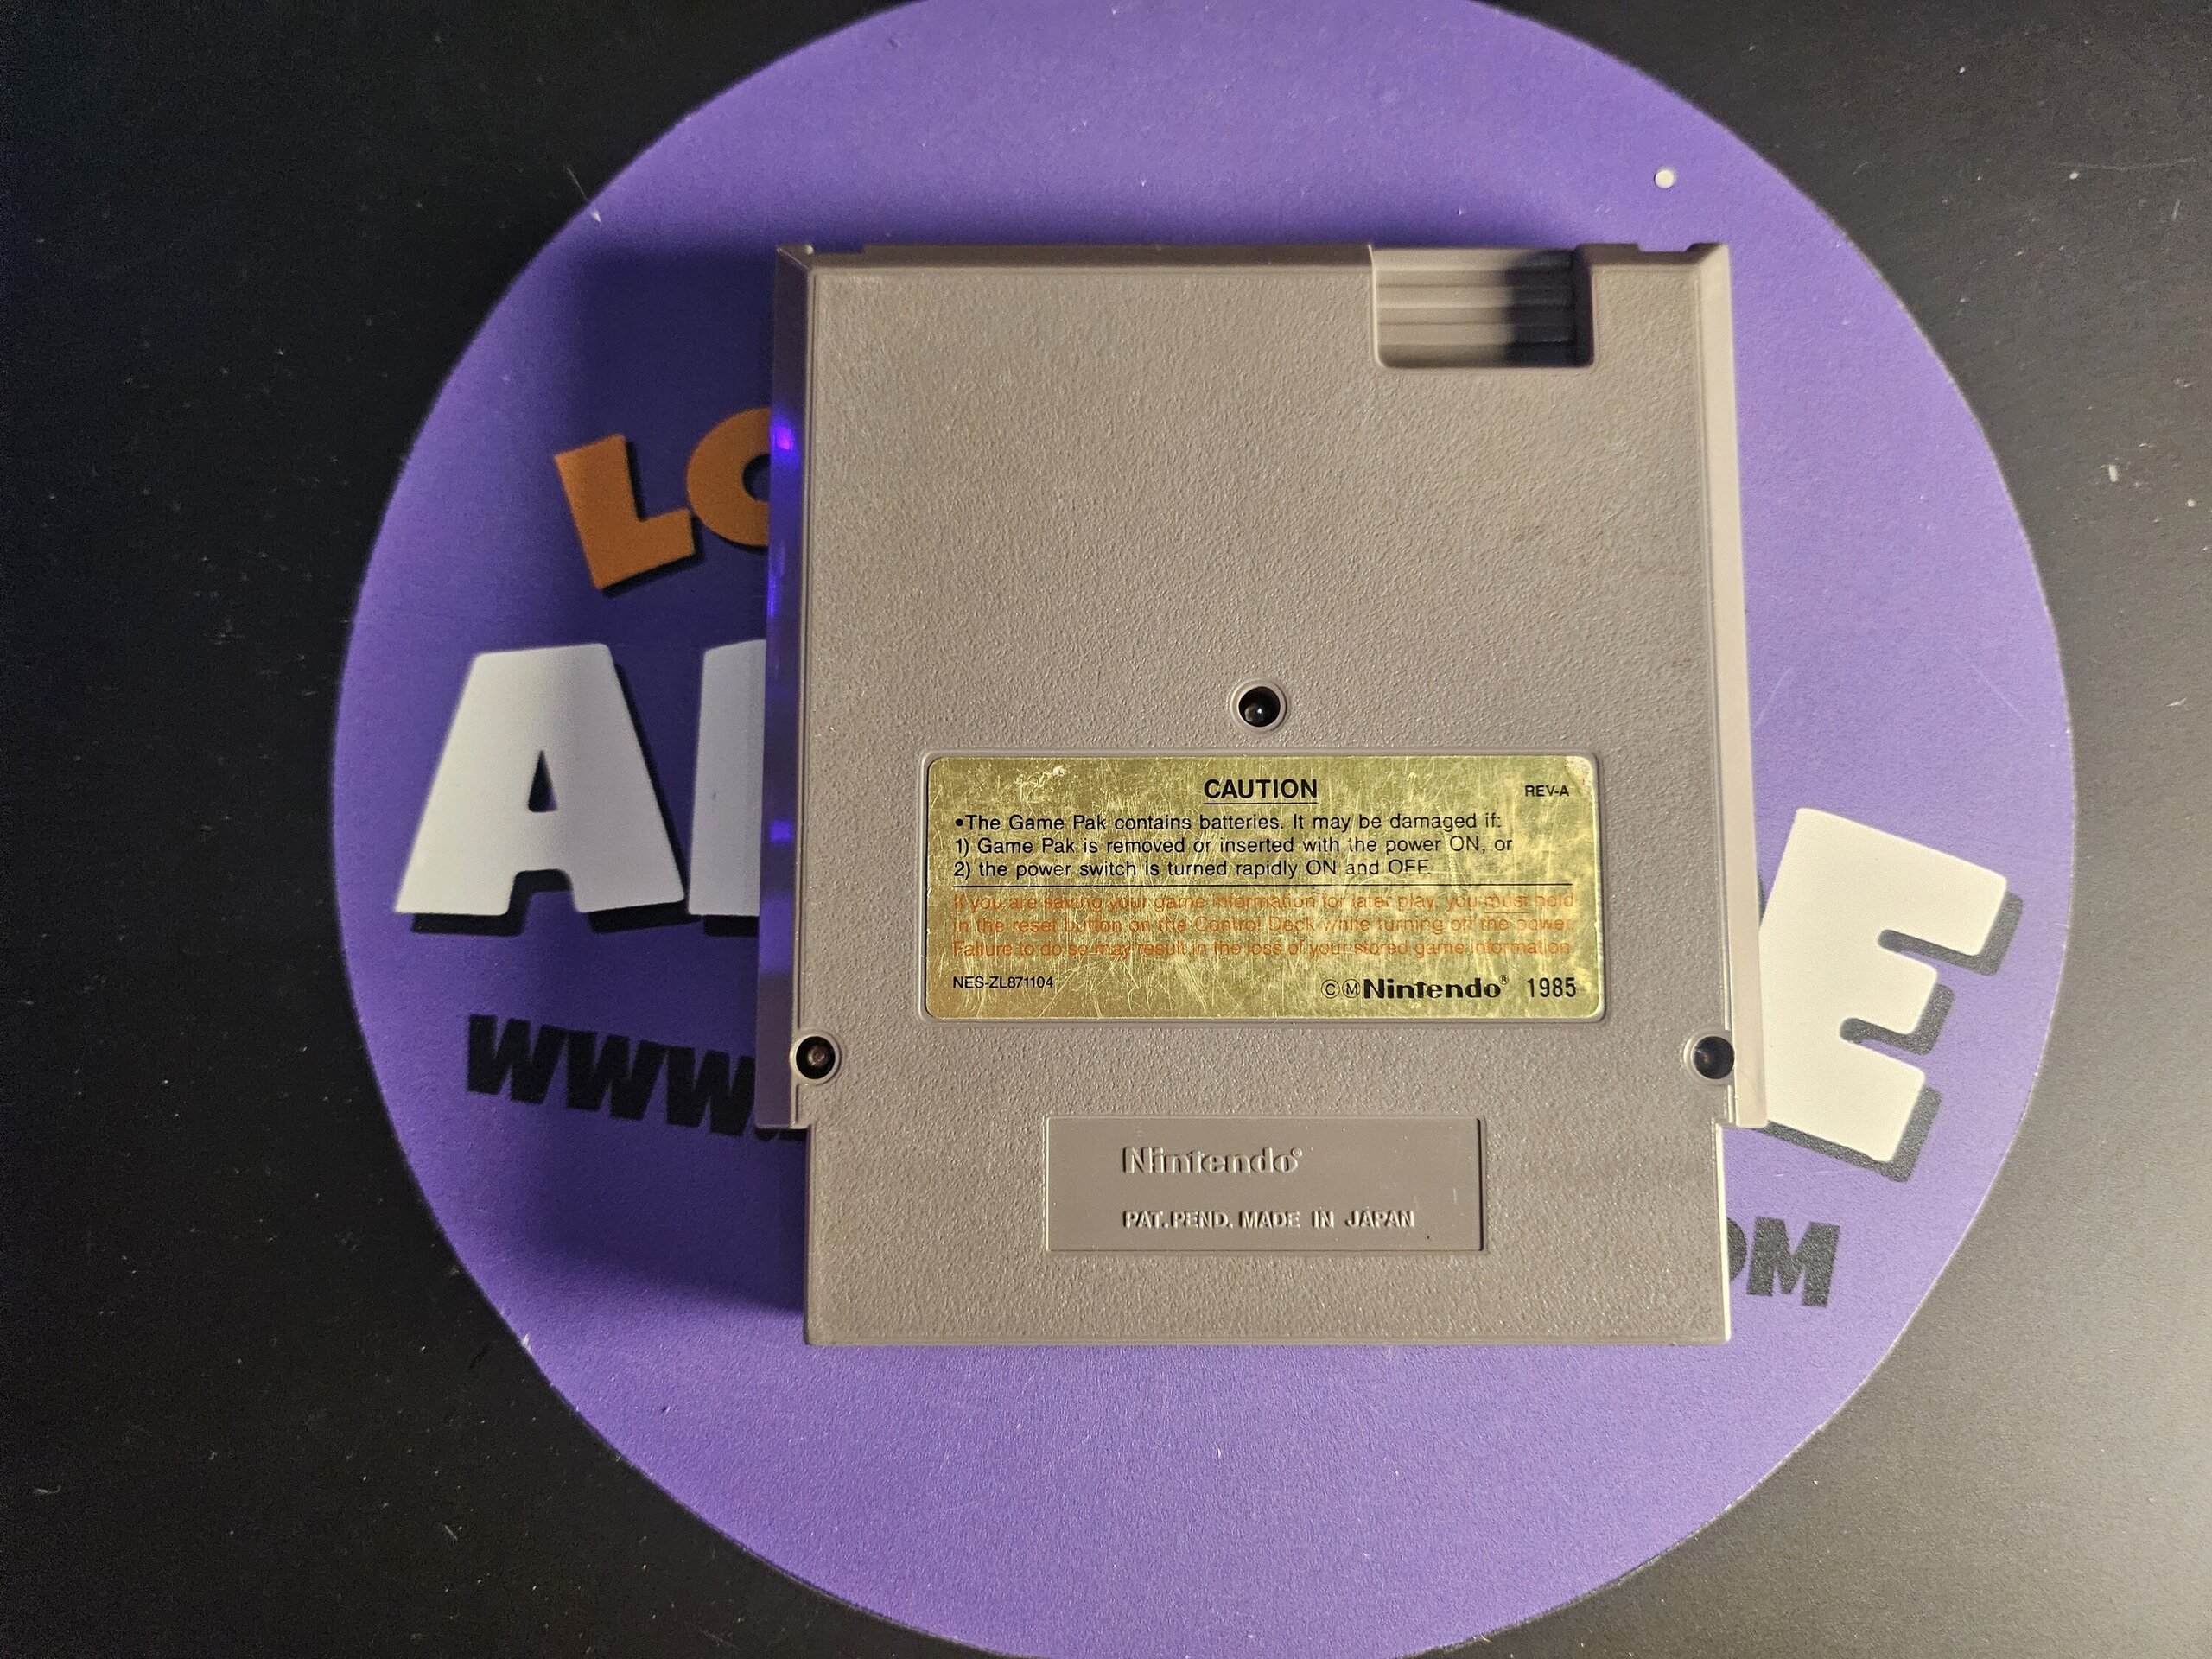 LO
A
CAUTION
REV-A
•The Game Pak contains batteries. It may be damaged if:
1) Game Pak is removed or inserted with the power ON, or
2) the power switch is turned rapidly ON and OFF.
If you are saving your game information for later play, you must hold
in the reset button on the Control Deck while turning off the power.
Failure to do so may result in the loss of your stored game information.
NES-ZL871104
©ⓂNintendo® 1985
E
WWW.
OM
Nintendo®
PAT. PEND. MADE IN JAPAN